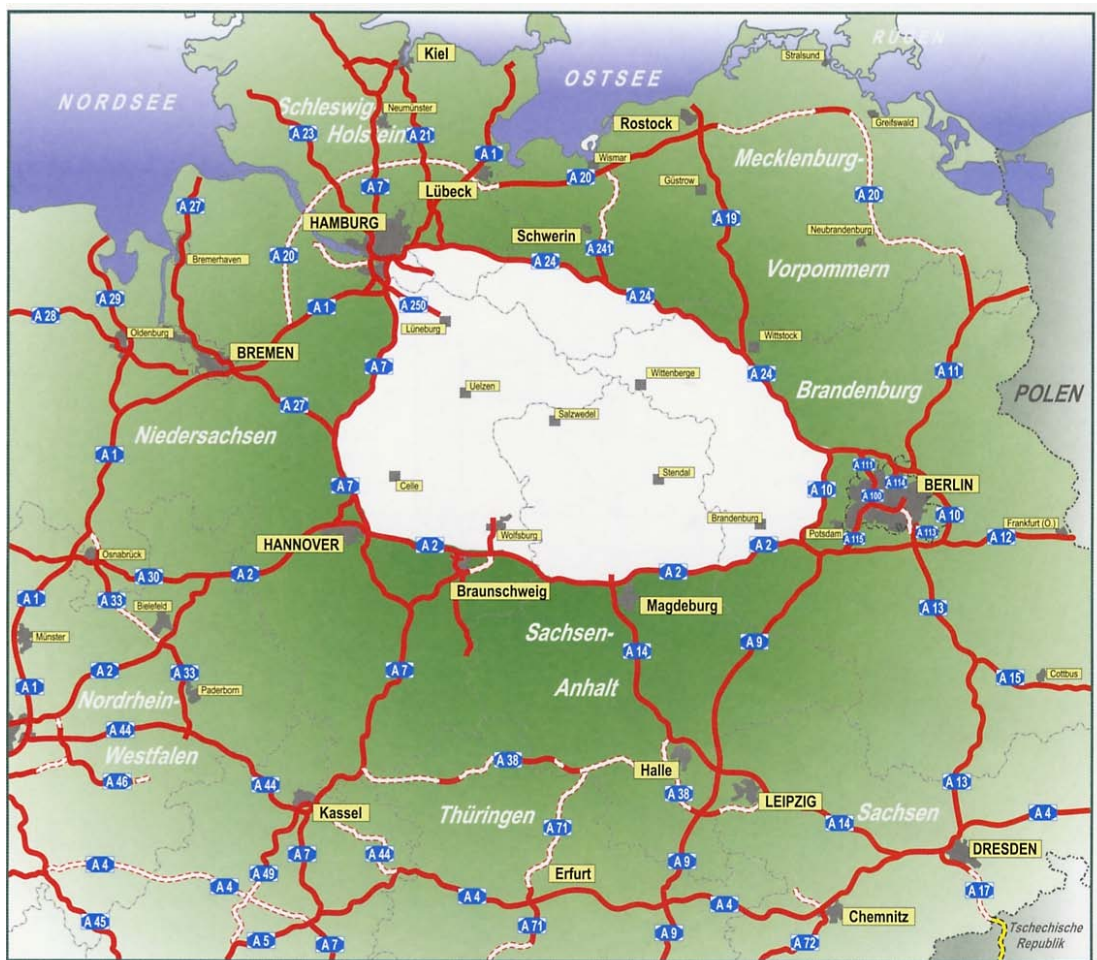 Kiel
OSTSEE
RÜGEN
Stralsund
NORDSEE
Schleswig
Holstein
Neumünster
A 23
A 21
A 7
A 1
Rostock
Greifswald
Mecklenburg-
Wismar
A 20
Lübeck
Güstrow
A 20
A 27
HAMBURG
A 19
Schwerin
A 241
Neubrandenburg
Bremerhaven
A 20
A 24
Vorpommern
A 29
A 28
A 1
A 250
A 24
Lüneburg
Oldenburg
BREMEN
A 7
Wittstock
A 24
A 11
Brandenburg
POLEN
Uelzen
Wittenberge
A 27
Salzwedel
Niedersachsen
A 1
A 7
Celle
Stendal
A 10
A 111
A 114
A 100
BERLIN
A 10
Brandenburg
Potsdam
A 115
A 113
Frankfurt (O.)
A 12
Wolfsburg
HANNOVER
A 2
A 2
Osnabrück
A 30
A 2
A 2
Braunschweig
Magdeburg
A 1
A 33
Bielefeld
A 13
Münster
Sachsen-
A 14
A 9
A 2
A 33
A 7
A 15
Cottbus
A 1
Paderborn
Anhalt
Nordrhein-
A 44
Westfalen
A 46
A 44
A 38
Halle
A 38
LEIPZIG
A 13
Kassel
Thüringen
A 14
Sachsen
A 4
A 71
DRESDEN
A 7
A 44
A 4
A 49
A 4
Erfurt
A 9
A 17
A 4
A 4
A 45
A 5
A 7
A 71
A 9
Chemnitz
A 72
Tschechische
Republik